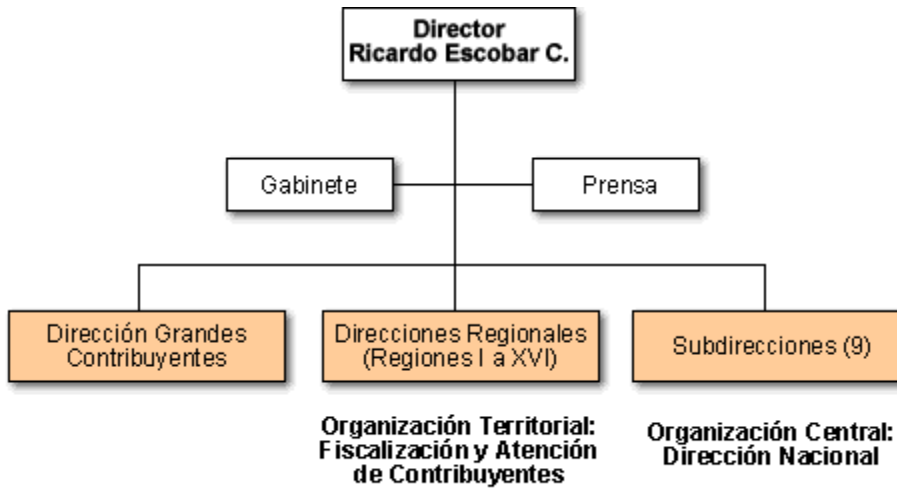 Director
Ricardo Escobar C.
Gabinete
Prensa
Dirección Grandes
Contribuyentes
Direcciones Regionales
(Regiones I a XVI)
Subdirecciones (9)
Organización Territorial:
Fiscalización y Atención
de Contribuyentes
Organización Central:
Dirección Nacional